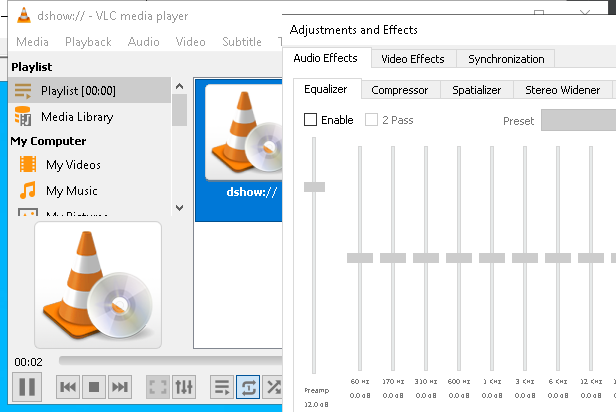 dshow:// - VLC media player
Media Playback Audio Video Subtitle
Playlist
Playlist [00:00]
Media Library
My Computer
My Videos
My Music
My Pictures
dshow://
00:02
Adjustments and Effects
Audio Effects Video Effects Synchronization
Equalizer Compressor Spatializer Stereo Widener
Enable 2 Pass Preset
60 Hz 170 Hz 310 Hz 600 Hz 1 KHz 3 KHz 6 KHz 12 KHz
Preamp 0.0 dB 0.0 dB 0.0 dB 0.0 dB 0.0 dB 0.0 dB 0.0 dB 0.0 dB
12.0 dB